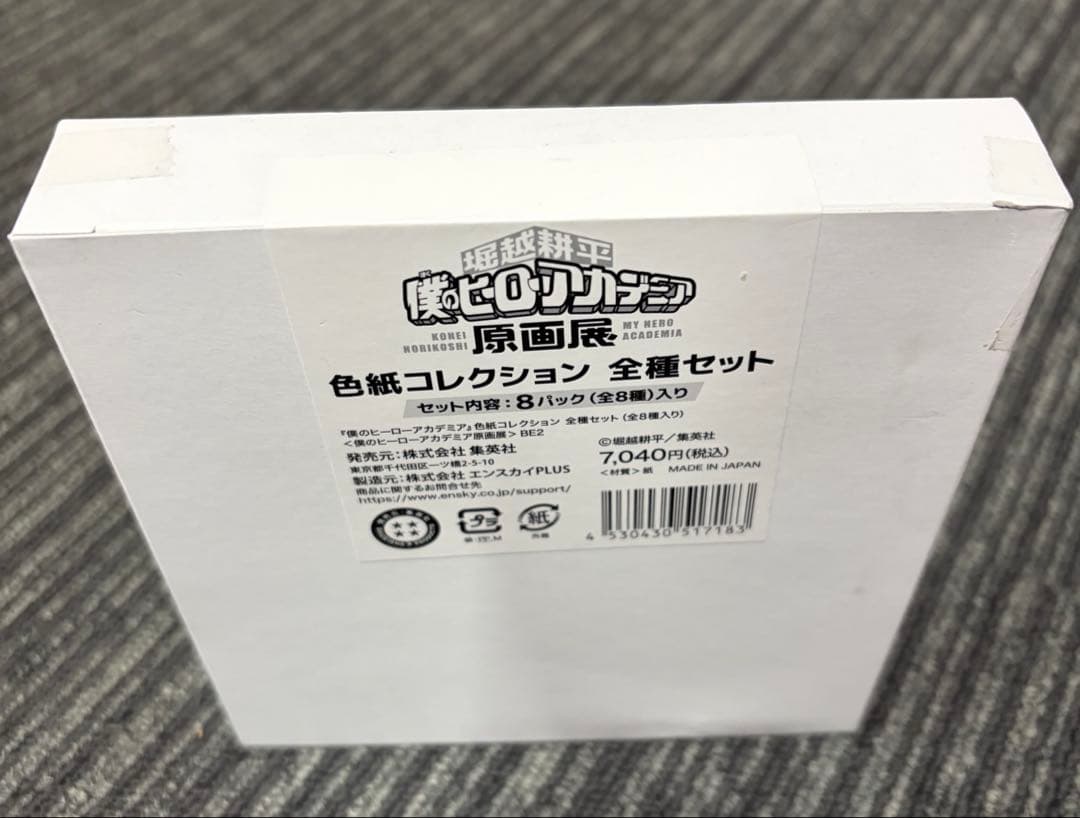 堀越耕平
僕のヒーローアカデミア
KOHEI HORIKOSHI 原画展 MY HERO ACADEMIA
色紙コレクション 全種セット
セット内容：8パック（全8種）入り
『僕のヒーローアカデミア』色紙コレクション 全種セット（全8種入り）
＜僕のヒーローアカデミア原画展＞ BE2
発売元：株式会社 集英社
東京都千代田区一ツ橋2-5-10
製造元：株式会社 エンスカイPLUS
商品に関するお問合せ先
https://www.ensky.co.jp/support/
©堀越耕平／集英社
7,040円（税込）
＜材質＞紙 MADE IN JAPAN
プラ
紙
4 530430 517183